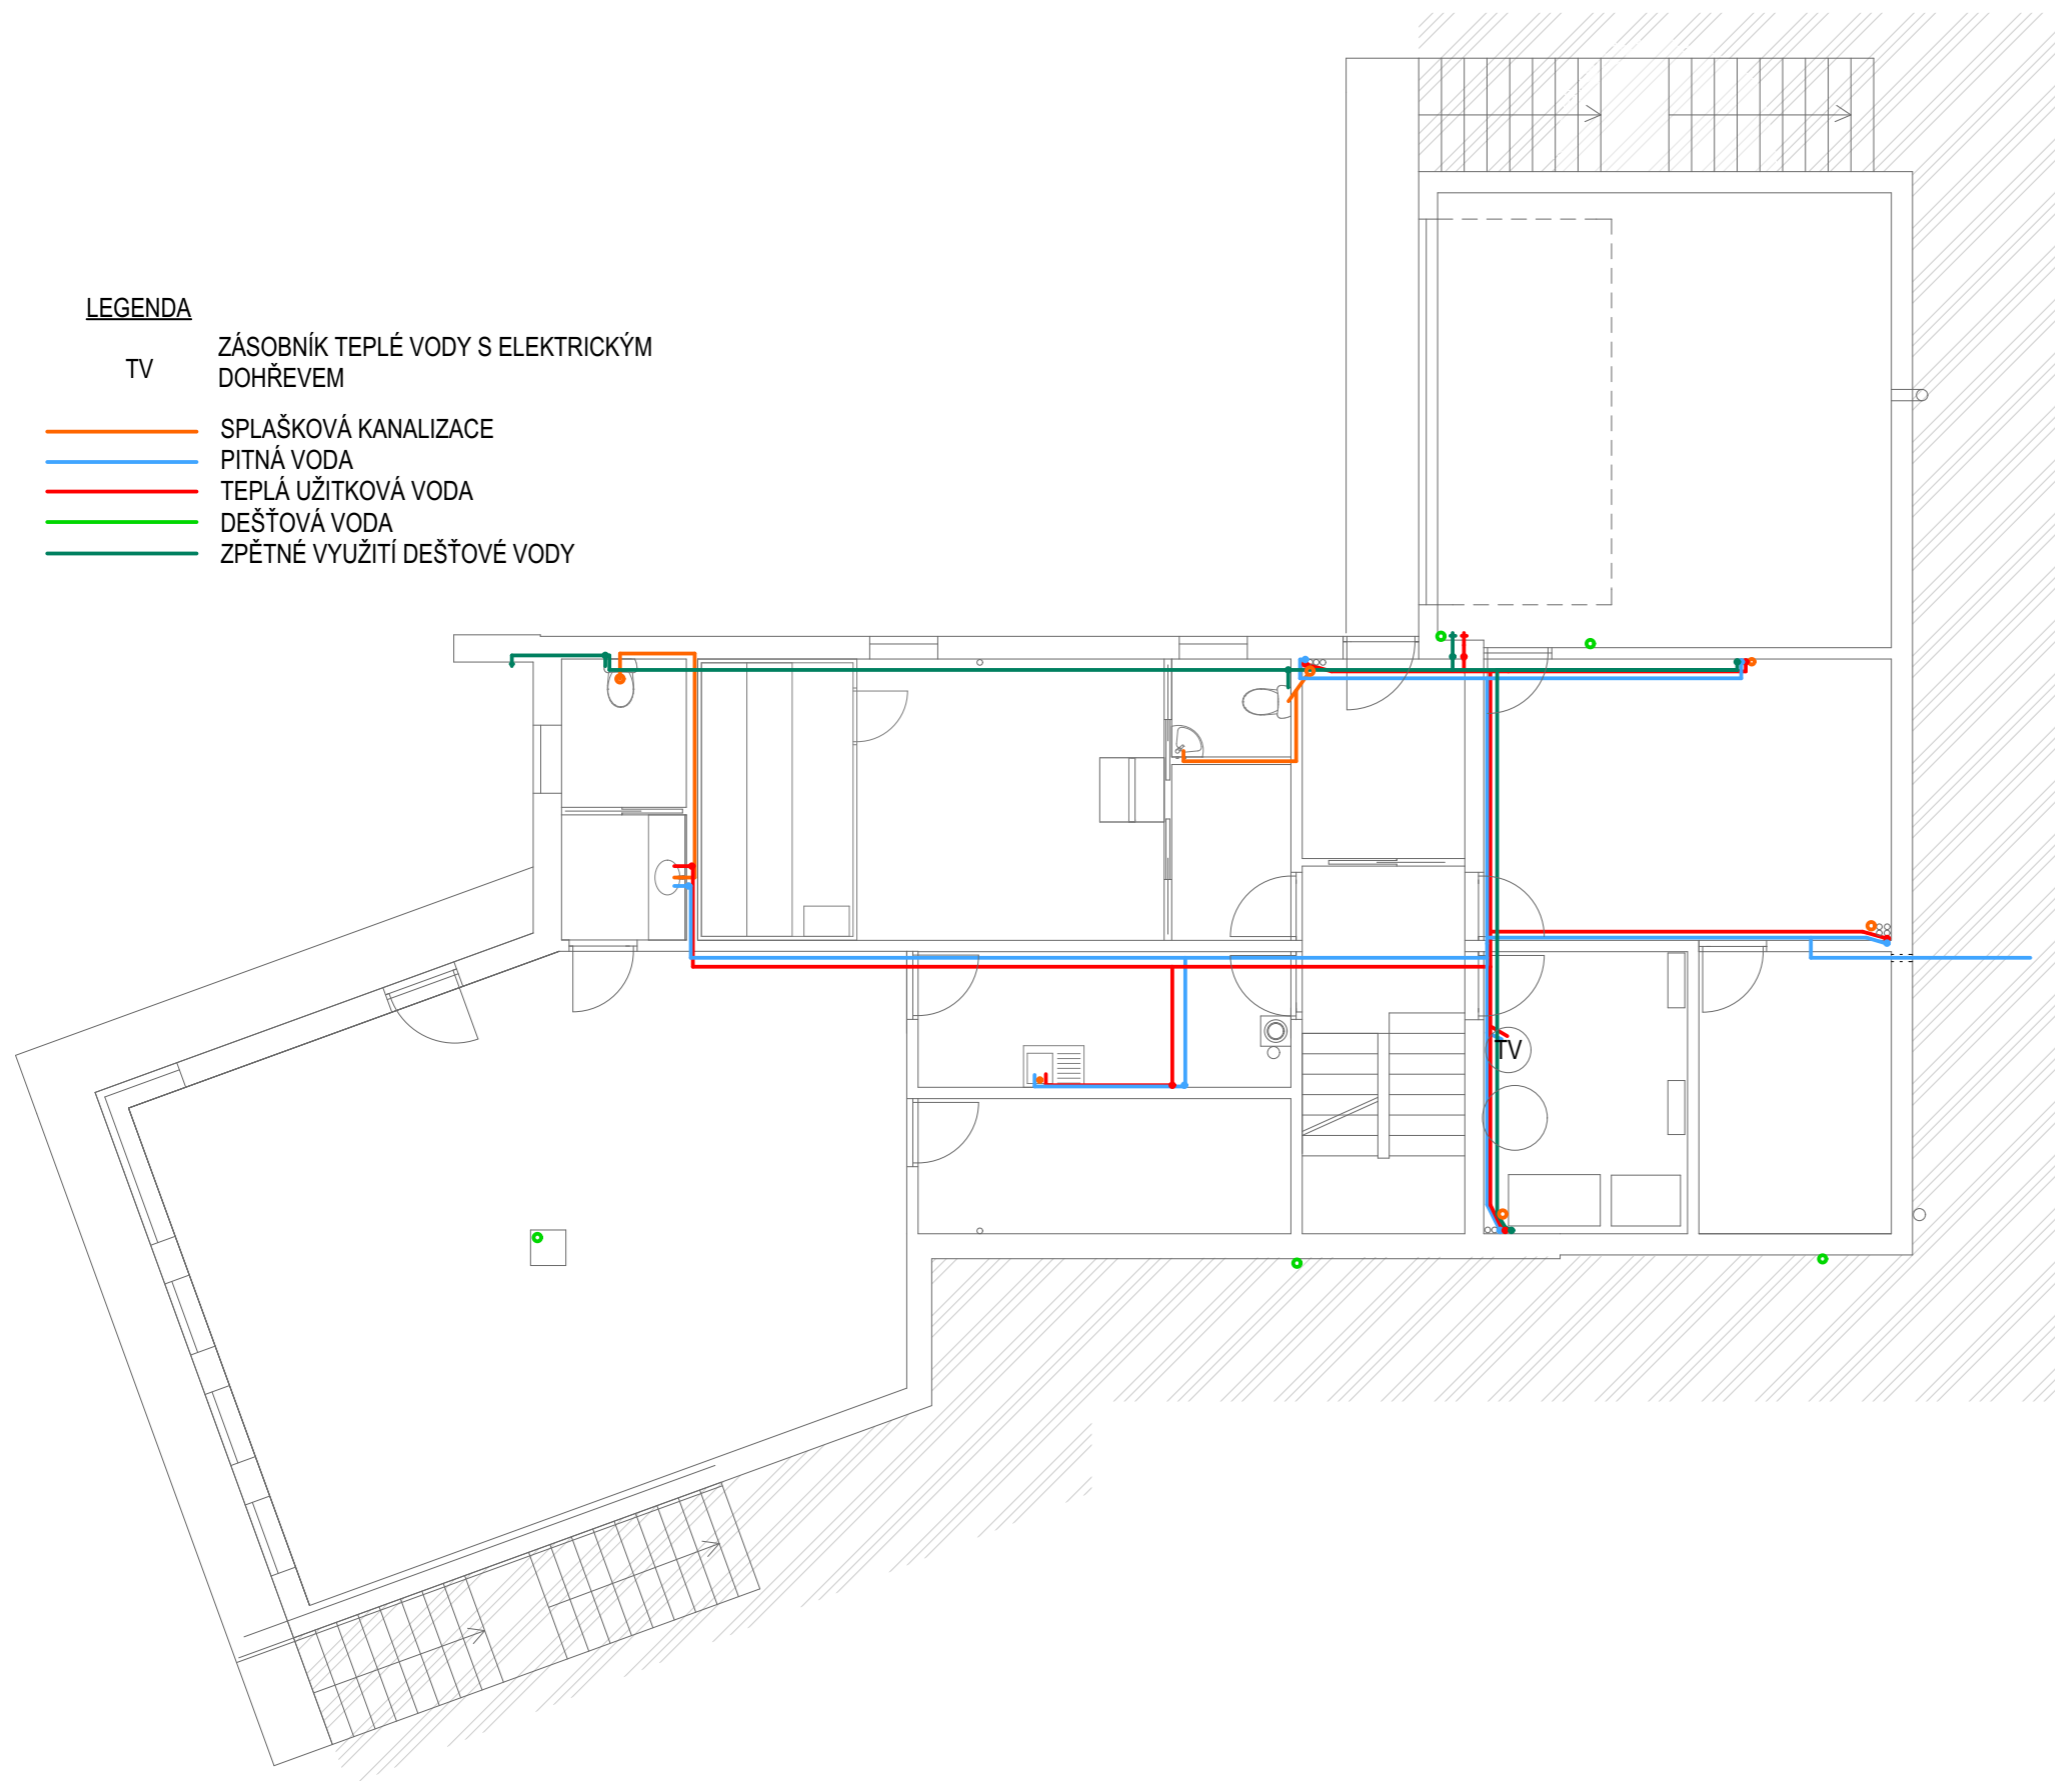 LEGENDA
TV
ZÁSOBNÍK TEPLÉ VODY S ELEKTRICKÝM
DOHŘEVEM
SPLAŠKOVÁ KANALIZACE
PITNÁ VODA
TEPLÁ UŽITKOVÁ VODA
DEŠŤOVÁ VODA
ZPĚTNÉ VYUŽITÍ DEŠŤOVÉ VODY
TV